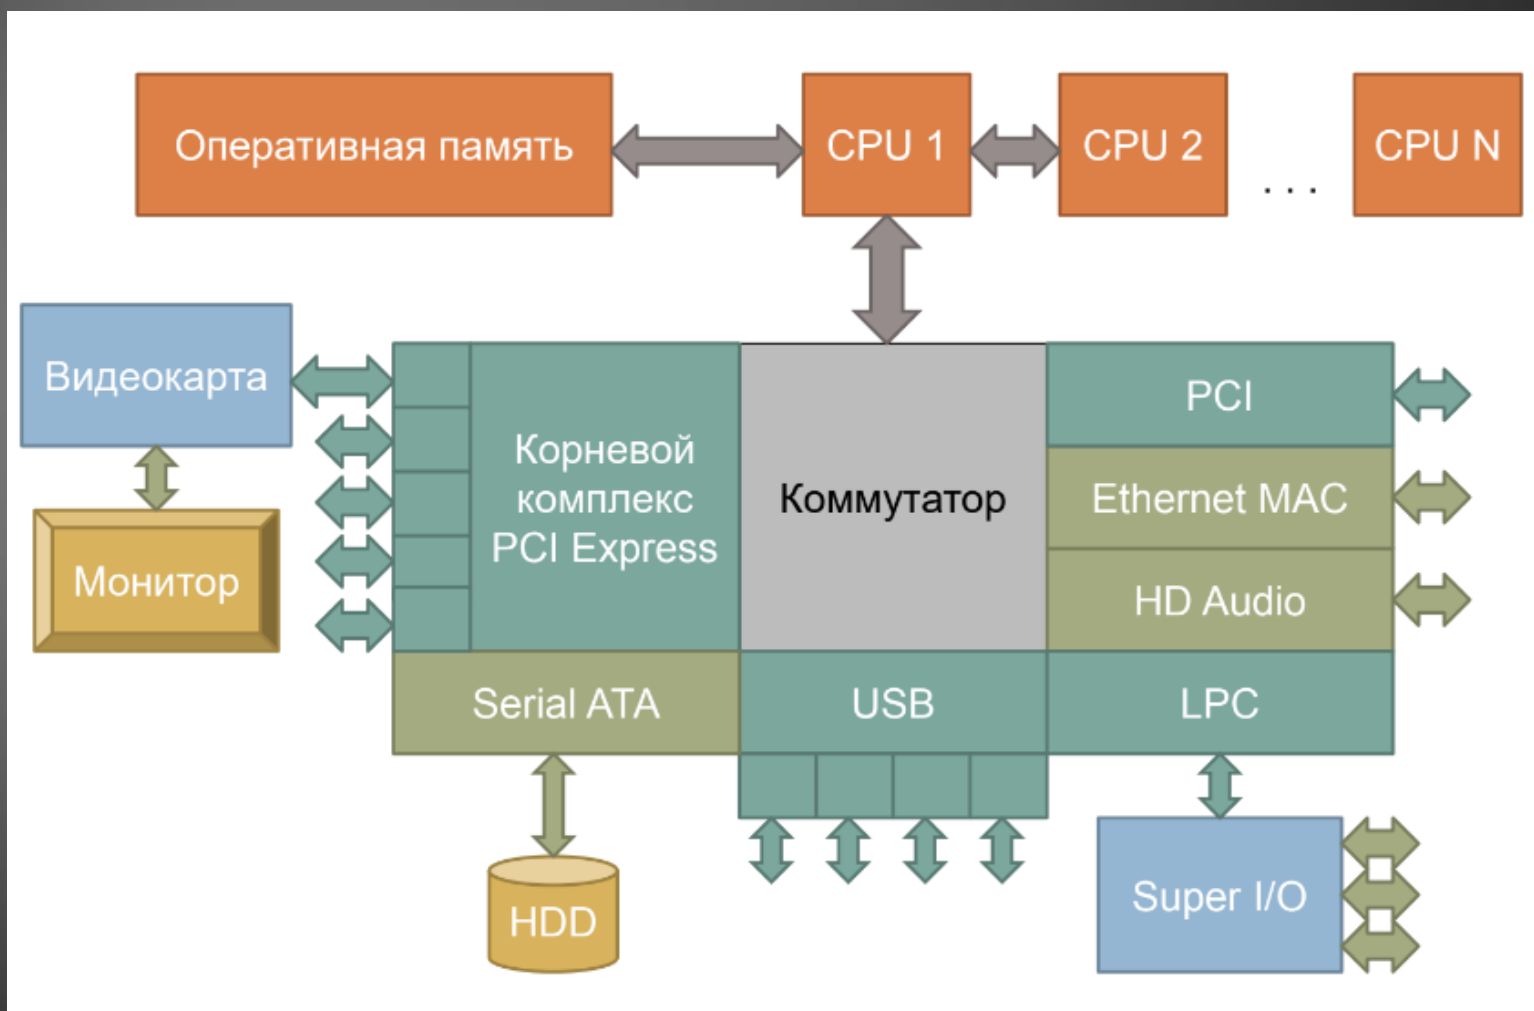 Оперативная память
CPU 1
CPU 2
. . .
CPU N
Видеокарта
Монитор
Корневой
комплекс
PCI Express
Коммутатор
PCI
Ethernet MAC
HD Audio
Serial ATA
USB
LPC
HDD
Super I/O